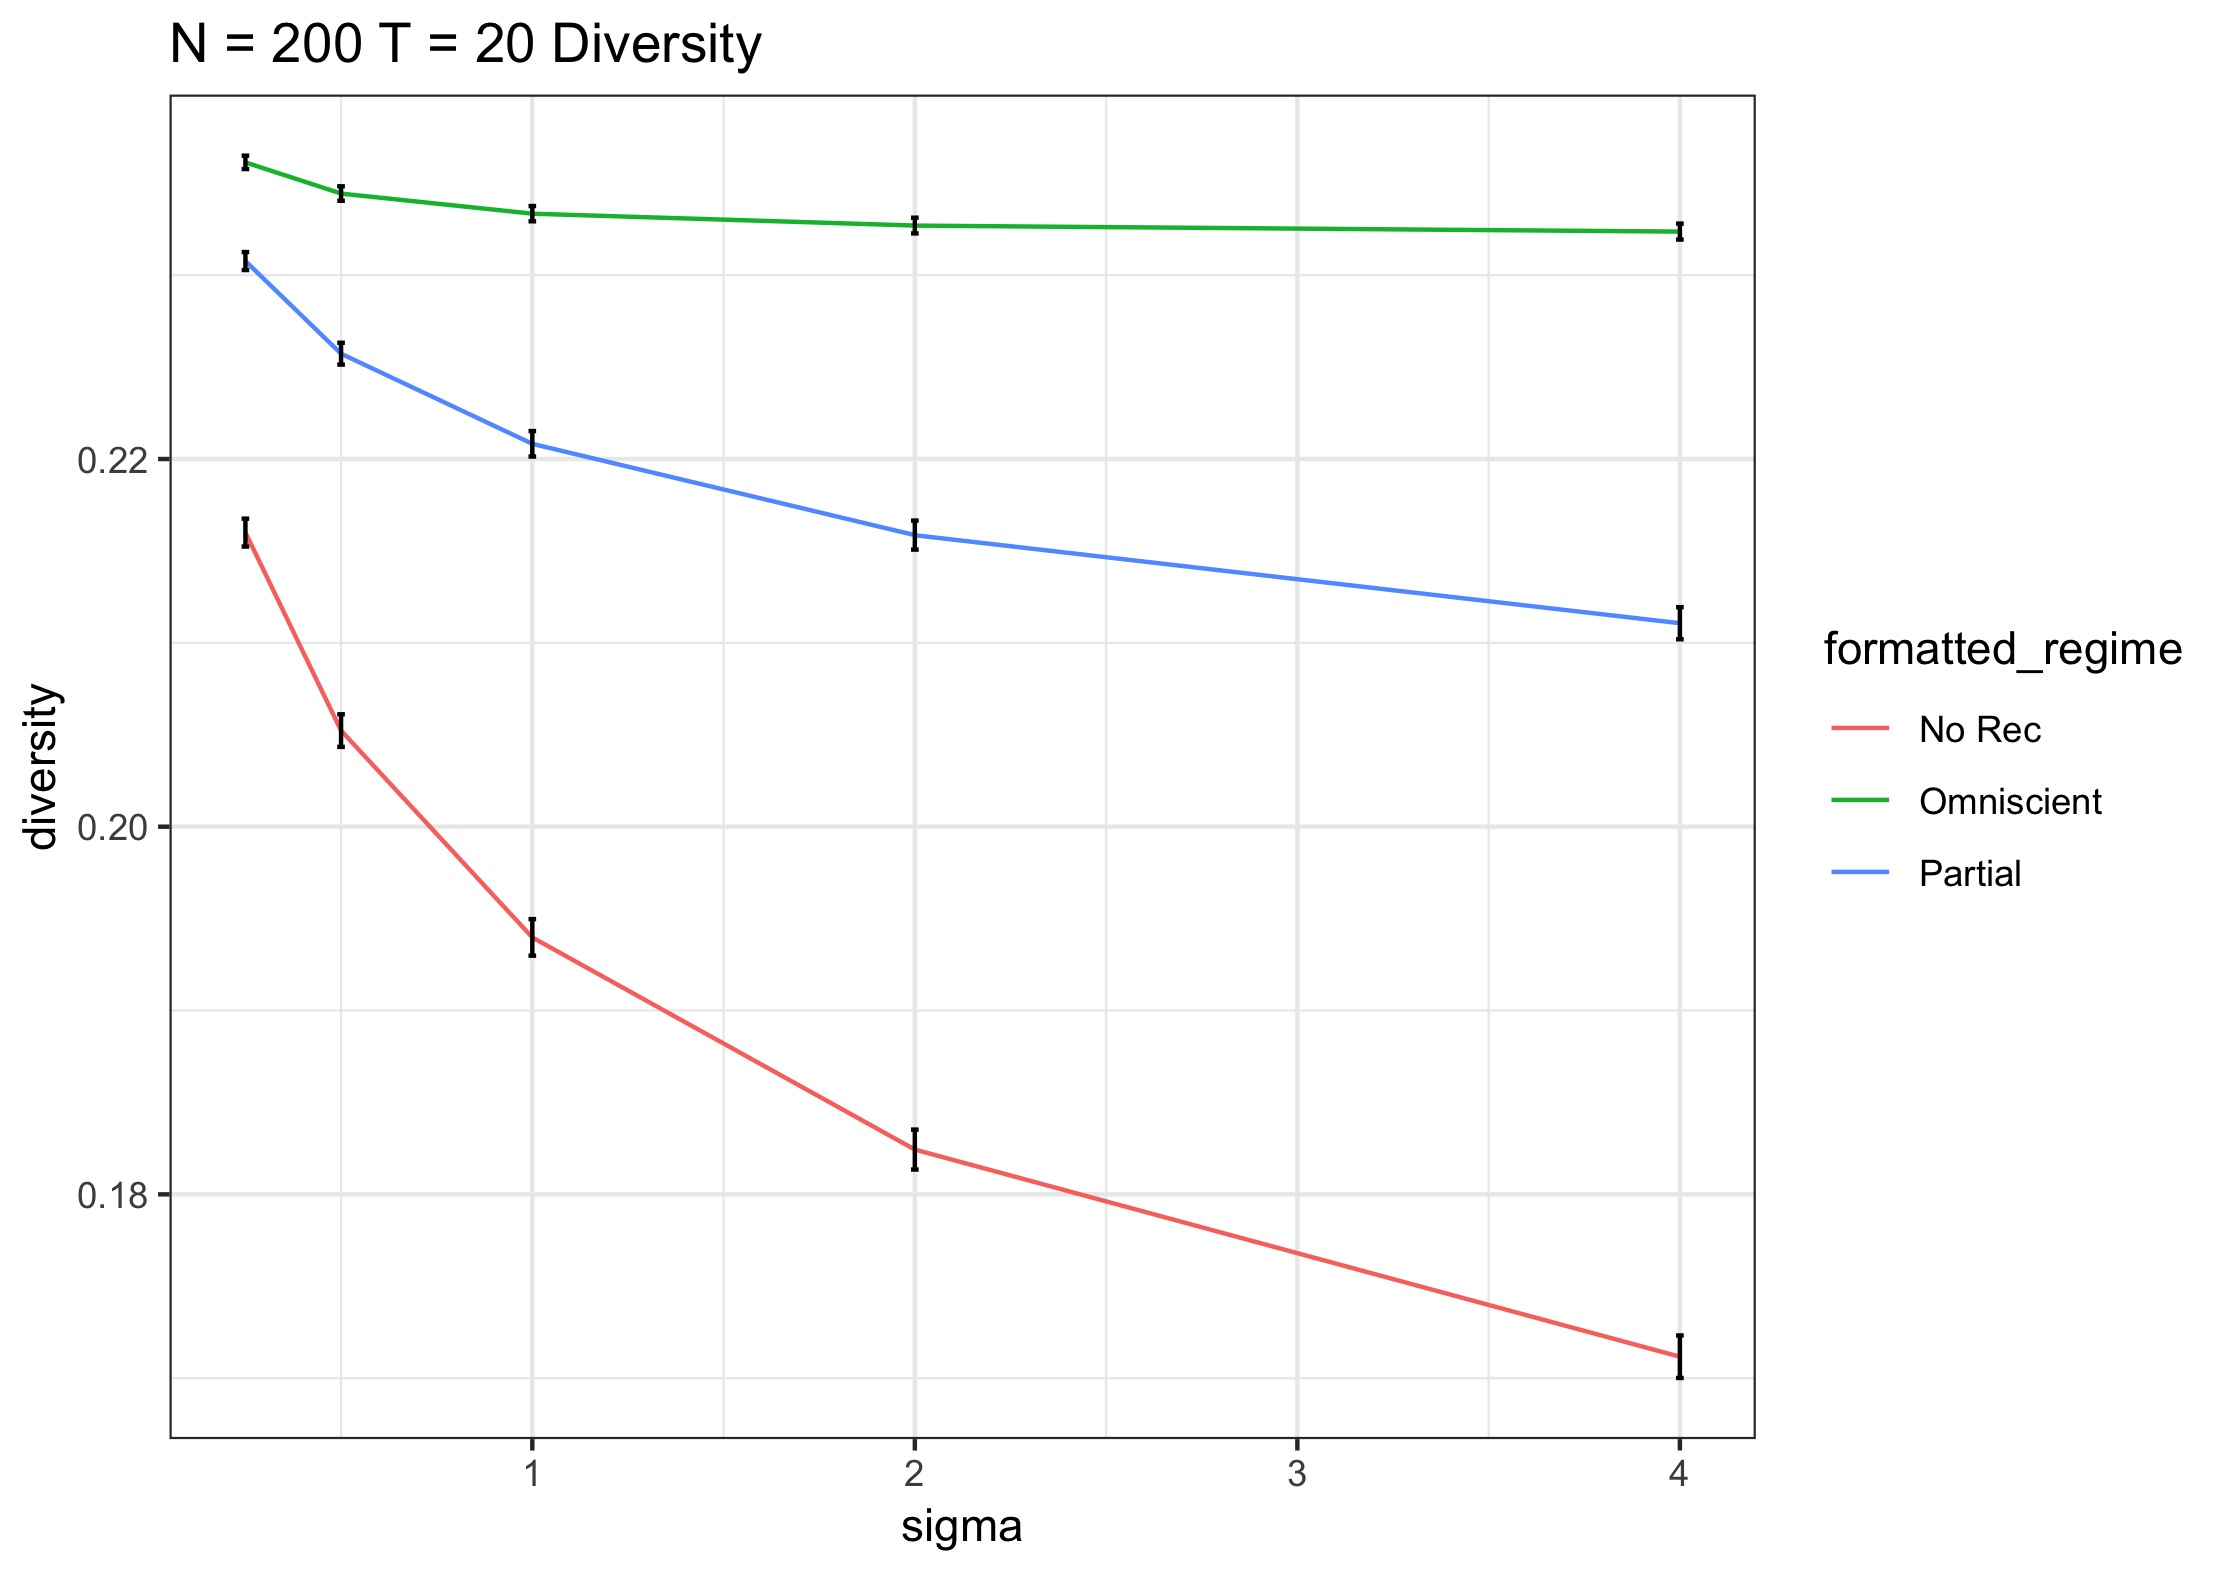 N = 200 T = 20 Diversity
diversity
0.22
0.20
0.18
1 2 3 4
sigma
formatted_regime
No Rec
Omniscient
Partial